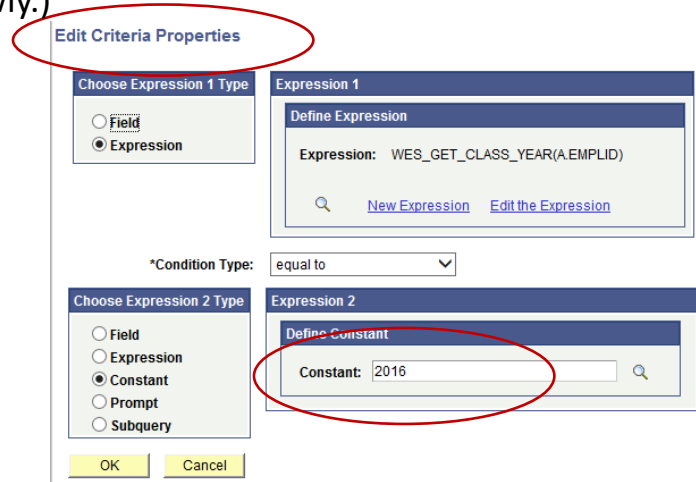 Edit Criteria Properties
Choose Expression 1 Type
Field
Expression
Expression 1
Define Expression
Expression: WES_GET_CLASS_YEAR(A.EMPLID)
New Expression Edit the Expression
*Condition Type: equal to
Choose Expression 2 Type
Field
Expression
Constant
Prompt
Subquery
Expression 2
Define Constant
Constant: 2016
OK Cancel